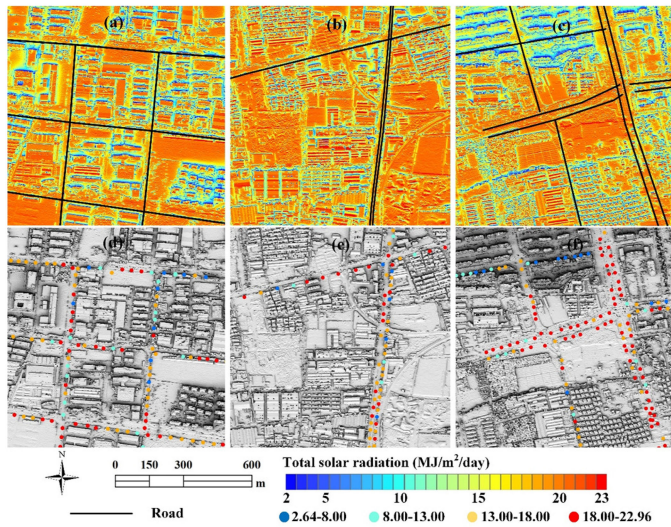 (a) (b) (c)
(d) (e) (f)
N
0 150 300 600
m
Road
Total solar radiation (MJ/m²/day)
2 5 10 15 20 23
2.64-8.00 8.00-13.00 13.00-18.00 18.00-22.96